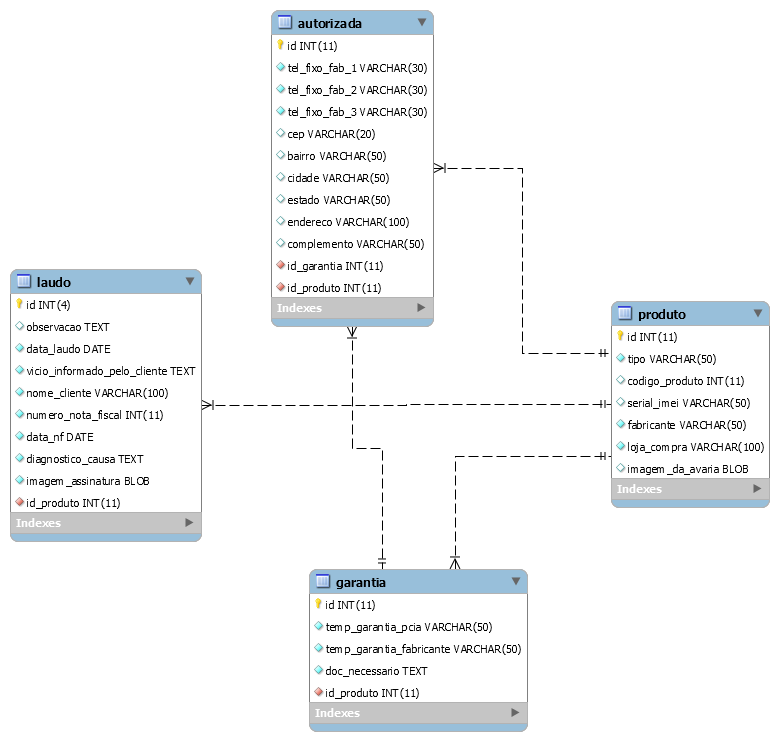 autorizada
id INT(11)
tel_fixo_fab_1 VARCHAR(30)
tel_fixo_fab_2 VARCHAR(30)
tel_fixo_fab_3 VARCHAR(30)
cep VARCHAR(20)
bairro VARCHAR(50)
cidade VARCHAR(50)
estado VARCHAR(50)
endereco VARCHAR(100)
complemento VARCHAR(50)
id_garantia INT(11)
id_produto INT(11)
Indexes
laudo
id INT(4)
observacao TEXT
data_laudo DATE
vicio_informado_pelo_cliente TEXT
nome_cliente VARCHAR(100)
numero_nota_fiscal INT(11)
data_nf DATE
diagnostico_causa TEXT
imagem_assinatura BLOB
id_produto INT(11)
Indexes
produto
id INT(11)
tipo VARCHAR(50)
codigo_produto INT(11)
serial_imei VARCHAR(50)
fabricante VARCHAR(50)
loja_compra VARCHAR(100)
imagem_da_avaria BLOB
Indexes
garantia
id INT(11)
temp_garantia_pcia VARCHAR(50)
temp_garantia_fabricante VARCHAR(50)
doc_necessario TEXT
id_produto INT(11)
Indexes